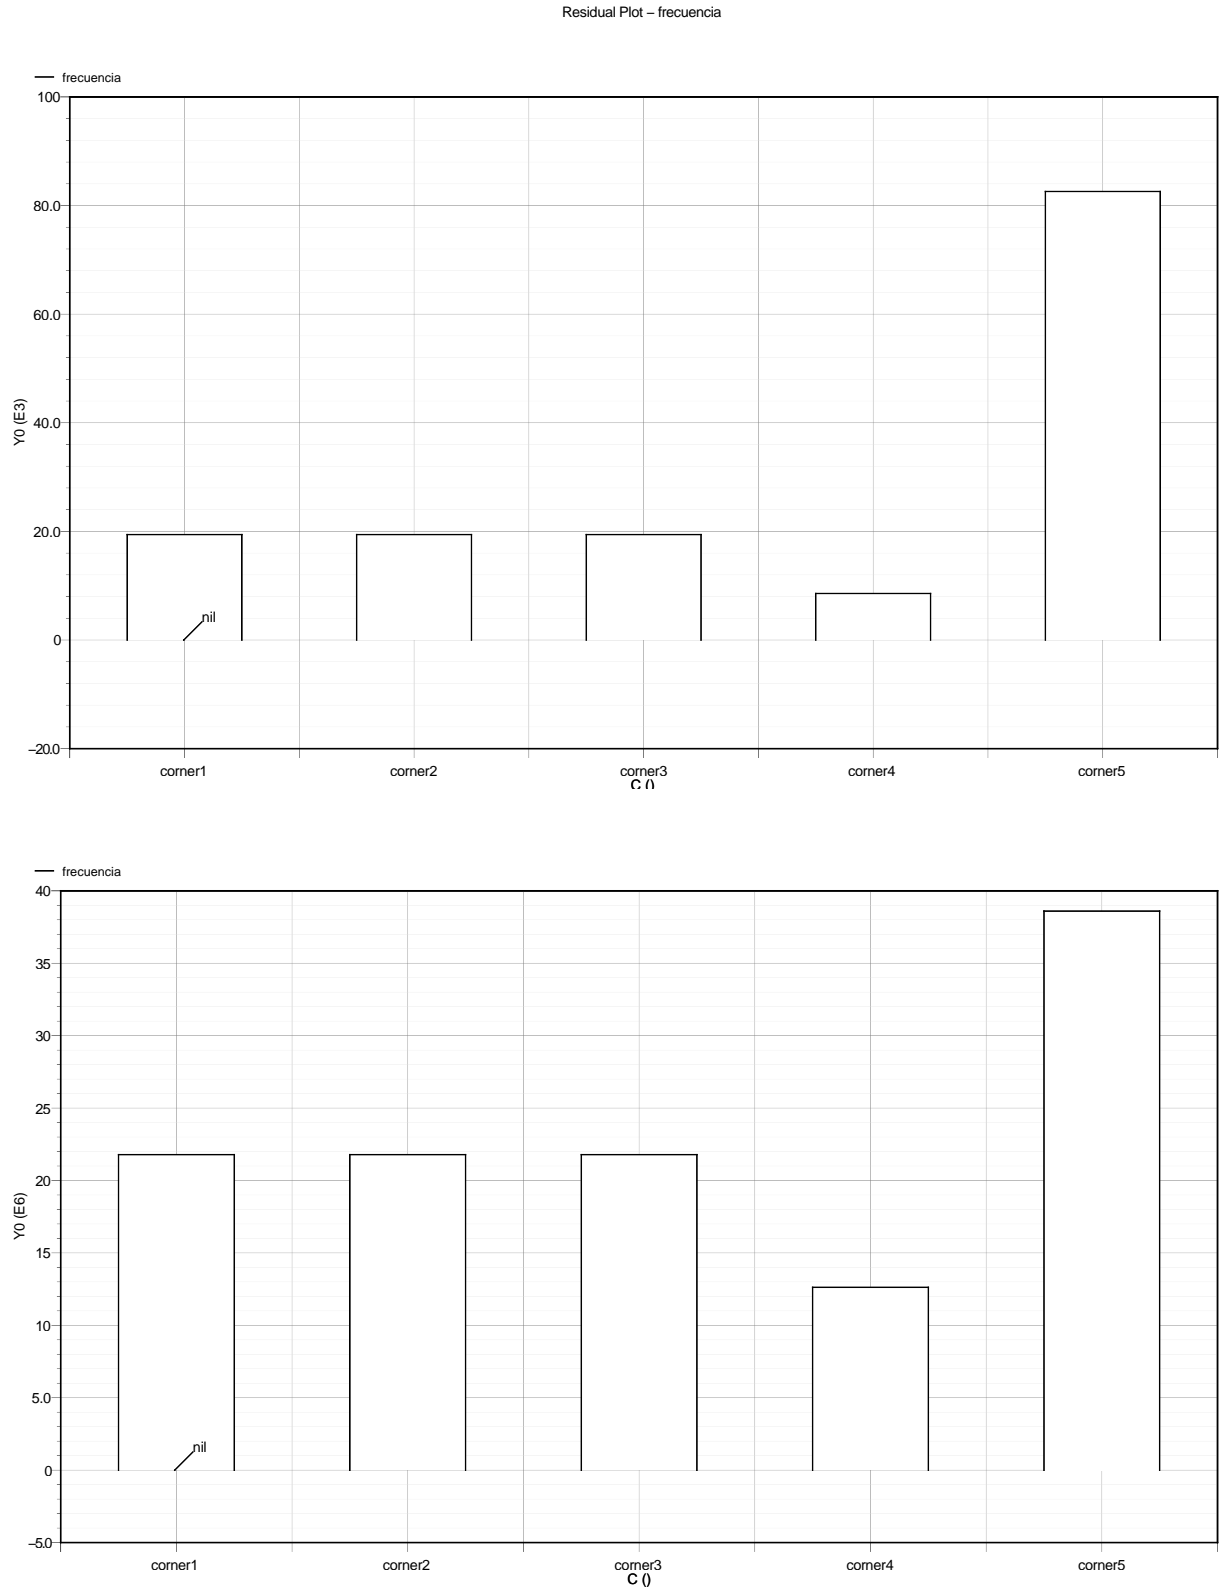 Residual Plot – frecuencia
frecuencia
100
80.0
60.0
Y0 (E3)
40.0
20.0
nil
0
–20.0
corner1 corner2 corner3 corner4 corner5
C ()
frecuencia
40
35
30
25
20
Y0 (E6)
15
10
5.0
nil
0
–5.0
corner1 corner2 corner3 corner4 corner5
C ()